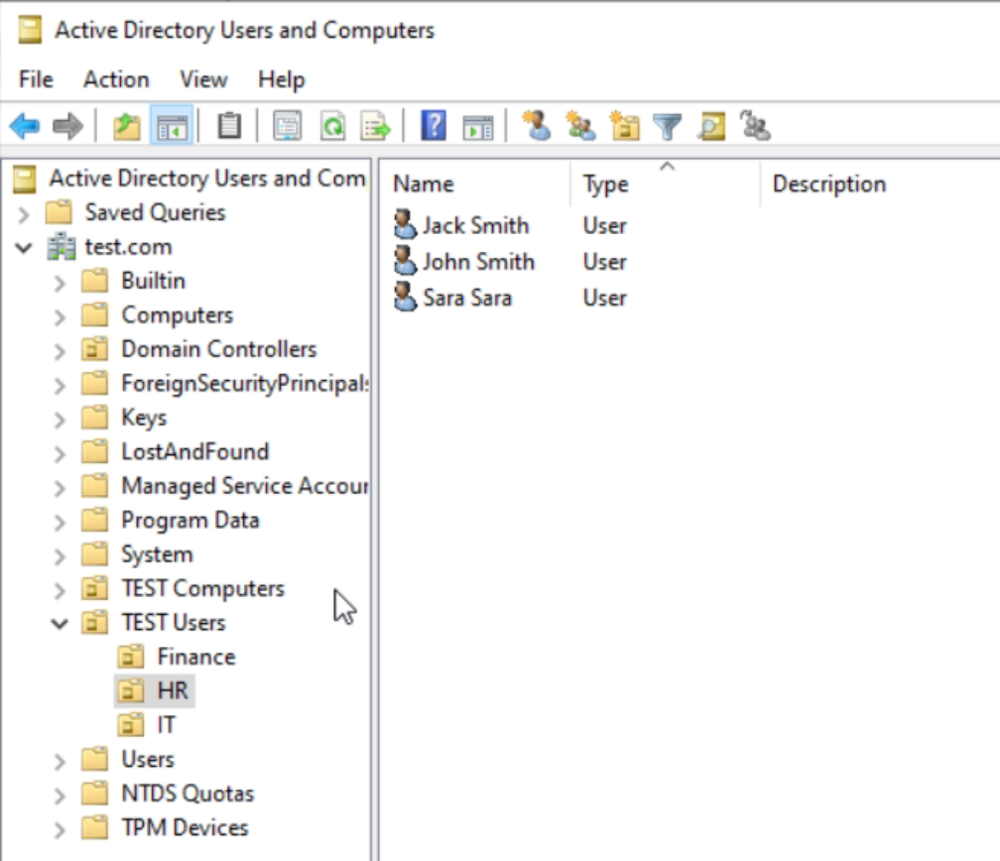 Active Directory Users and Computers
File Action View Help
Active Directory Users and Com
Name Type Description
Saved Queries
test.com
Builtin
Computers
Domain Controllers
ForeignSecurityPrincipals
Keys
LostAndFound
Managed Service Accour
Program Data
System
TEST Computers
TEST Users
Finance
HR
IT
Users
NTDS Quotas
TPM Devices
Jack Smith User
John Smith User
Sara Sara User